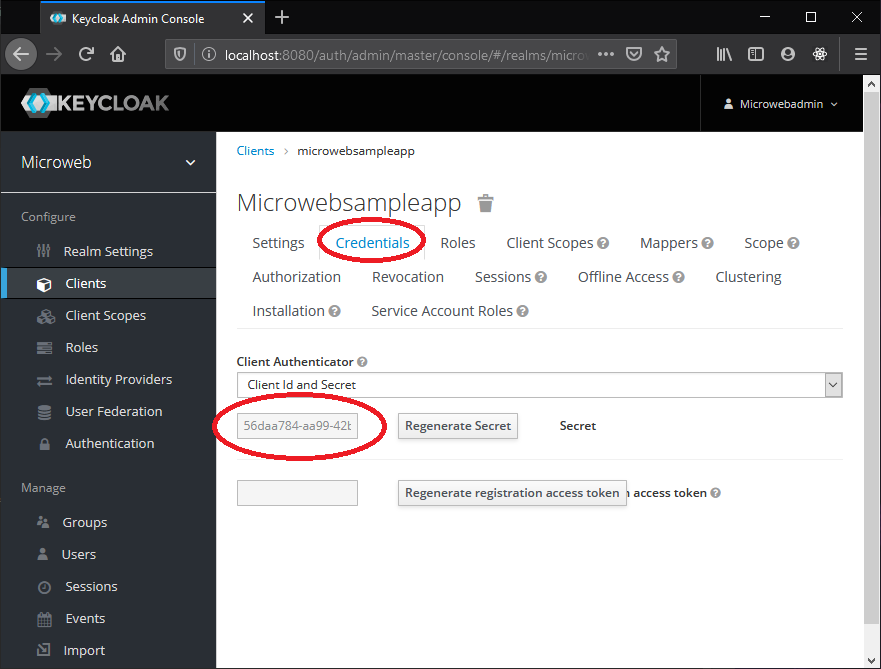 Keycloak Admin Console
localhost:8080/auth/admin/master/console/#/realms/micro
KEYCLOAK
Microwebadmin
Microweb
Clients > microwebsampleapp
Configure
Microwebsampleapp
Realm Settings
Settings Credentials Roles Client Scopes Mappers Scope
Clients
Authorization Revocation Sessions Offline Access Clustering
Client Scopes
Installation Service Account Roles
Roles
Client Authenticator
Identity Providers
Client Id and Secret
User Federation
56daa784-aa99-42b Regenerate Secret Secret
Authentication
Manage
Regenerate registration access token access token
Groups
Users
Sessions
Events
Import